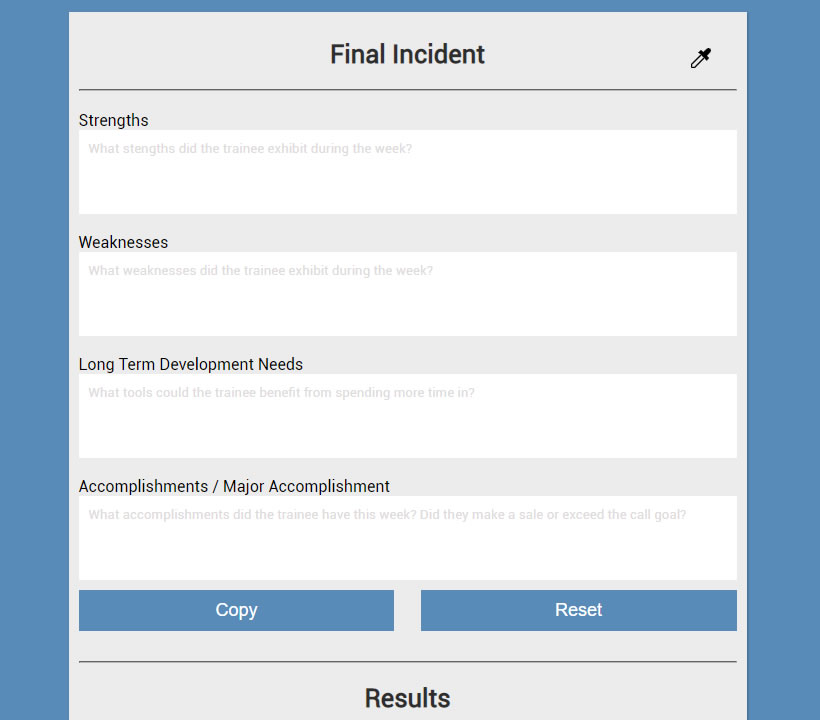 Final Incident
Strengths
What stengths did the trainee exhibit during the week?
Weaknesses
What weaknesses did the trainee exhibit during the week?
Long Term Development Needs
What tools could the trainee benefit from spending more time in?
Accomplishments / Major Accomplishment
What accomplishments did the trainee have this week? Did they make a sale or exceed the call goal?
Copy
Reset
Results